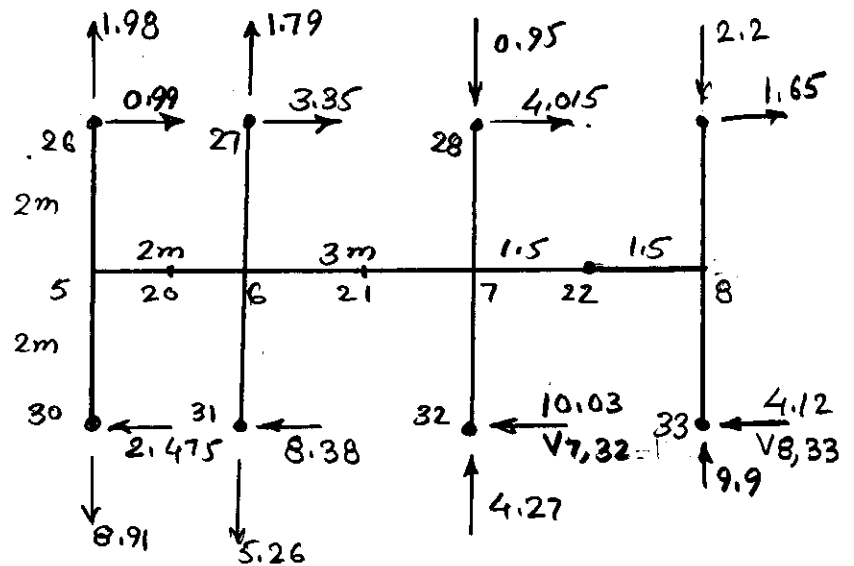 1.98 1.79 0.95 2.2
0.99 3.35 4.015 1.65
26 27 28
2m
2m 3m 1.5 1.5
5 20 6 21 7 22 8
2m
30 31 32 10.03 33 4.12
2.475 8.38 V7,32 V8,33
8.91 5.26 4.27 9.9